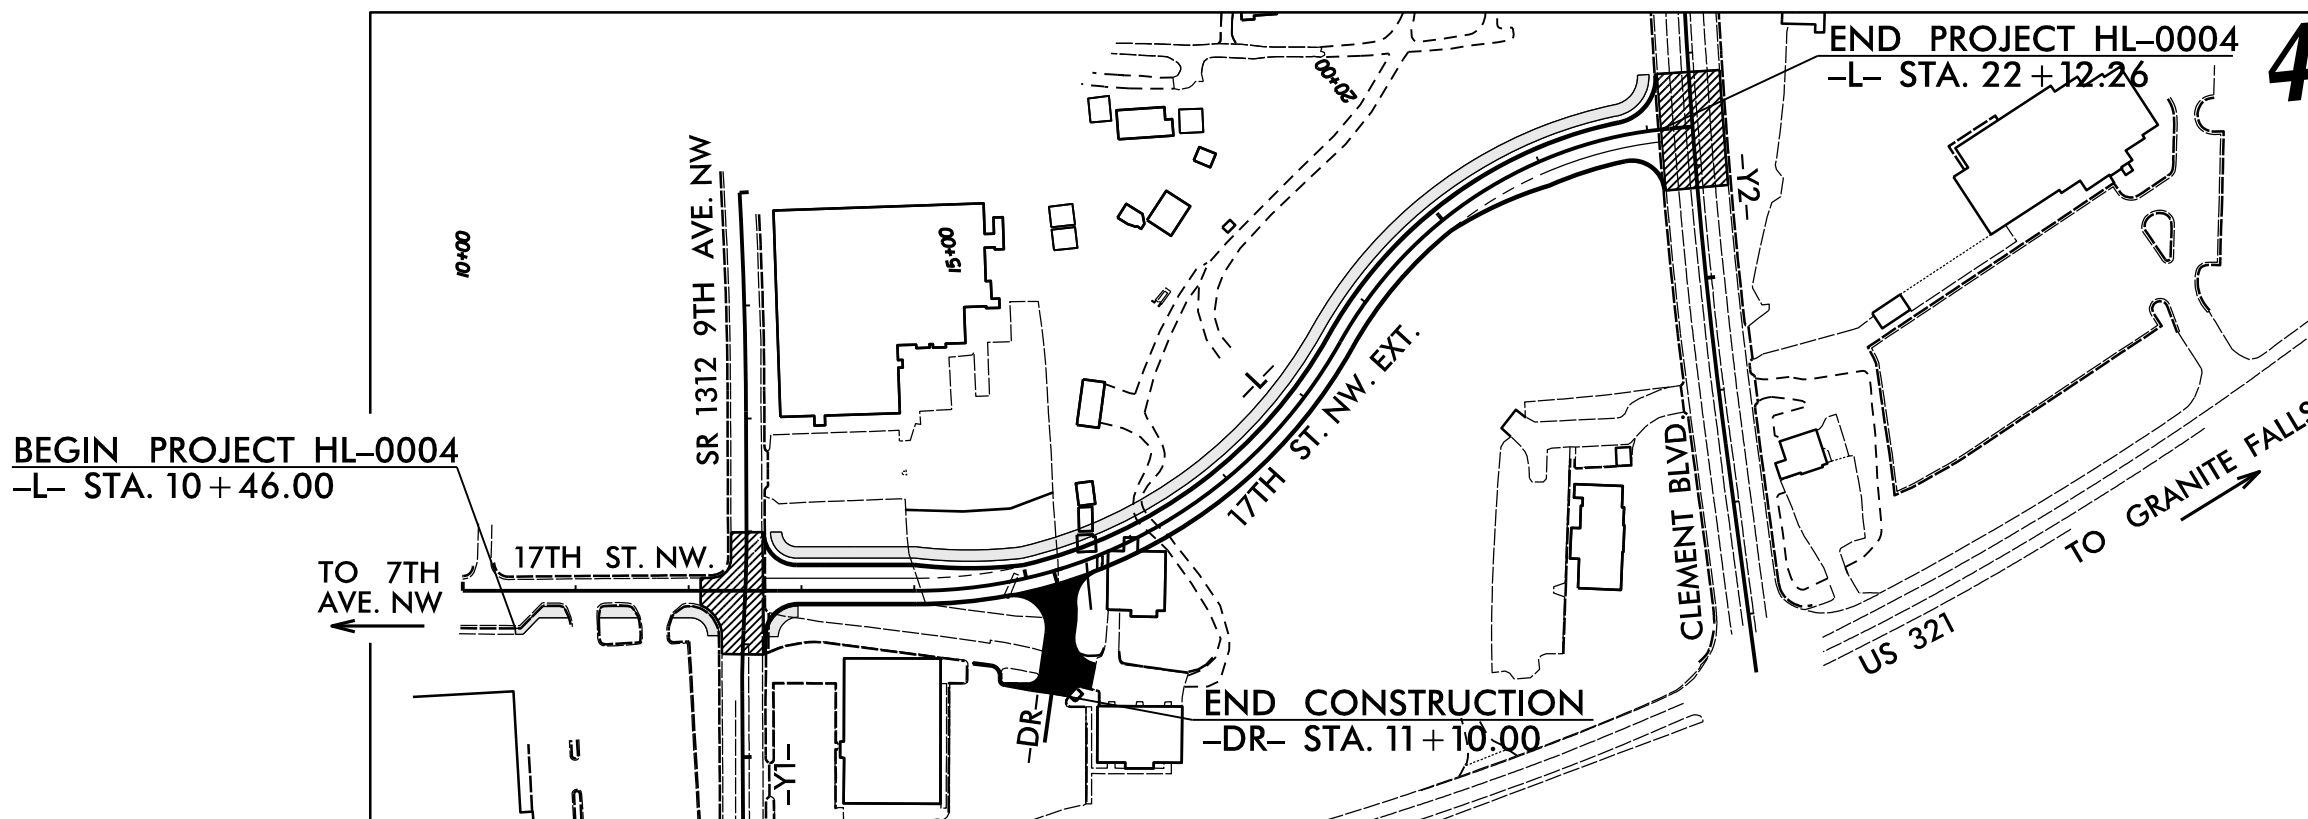 END PROJECT HL–0004
–L– STA. 22+12.26
4
20+00
SR 1312 9TH AVE. NW
10+00
15+00
–Y2–
–L–
17TH ST. NW. EXT.
CLEMENT BLVD.
BEGIN PROJECT HL–0004
–L– STA. 10+46.00
TO GRANITE FALLS
17TH ST. NW.
TO 7TH
AVE. NW
US 321
END CONSTRUCTION
–DR– STA. 11+10.00
–DR–
–Y1–